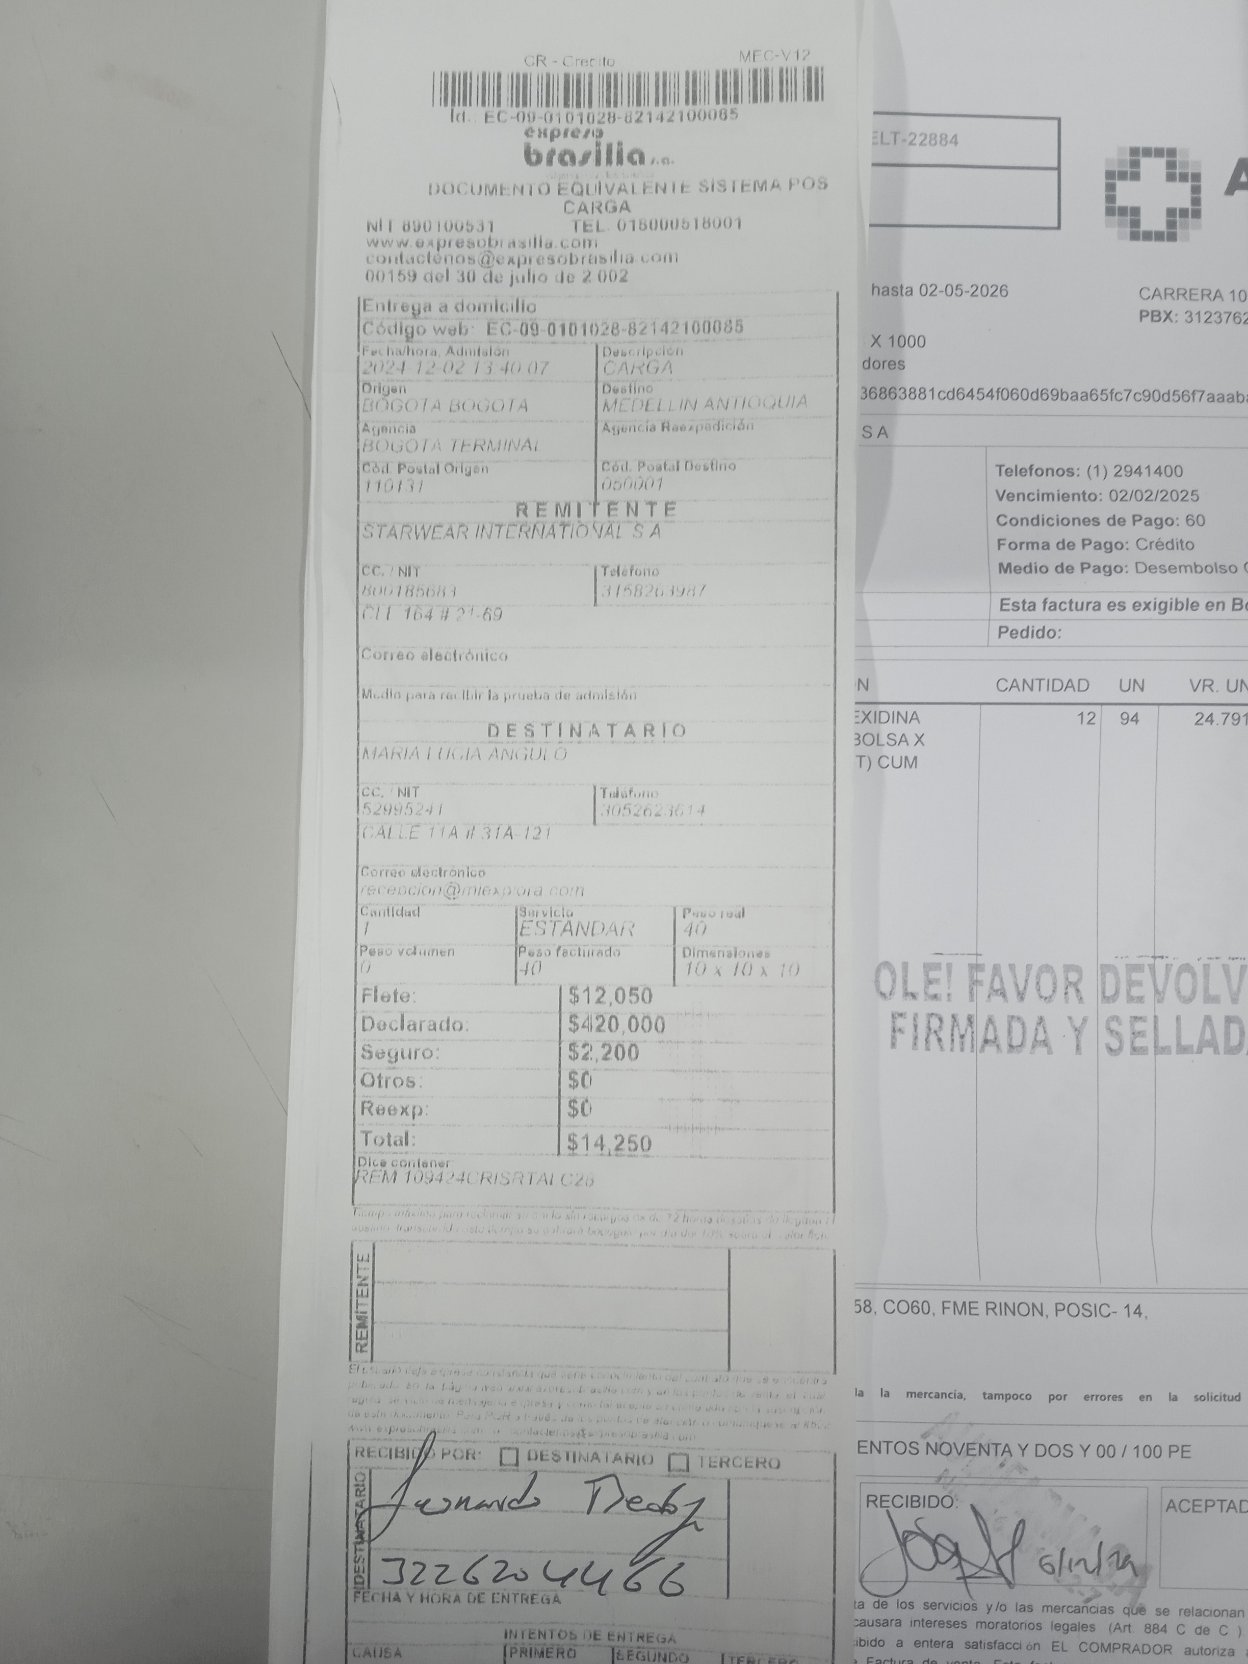 CR - Credito MEC-V12
Id.: EC-09-0101028-82142100085
expreso
brasilia s.a.
DOCUMENTO EQUIVALENTE SISTEMA POS
CARGA
NIT 890100531 TEL. 018000518001
www.expresobrasilia.com
contactenos@expresobrasilia.com
00159 del 30 de julio de 2.002
Entrega a domicilio
Código web: EC-09-0101028-82142100085
Fecha/hora, Admisión Descripción
2024-12-02 13:40:07 CARGA
Origen Destino
BOGOTA BOGOTA MEDELLIN ANTIOQUIA
Agencia Agencia Reexpedición
BOGOTA TERMINAL
Cód. Postal Origen Cód. Postal Destino
110131 050001
REMITENTE
STARWEAR INTERNATIONAL S A
CC. / NIT Teléfono
800185683 3158263987
CLL 164 # 21-69
Correo electrónico
Medio para recibir la prueba de admisión
DESTINATARIO
MARIA LUCIA ANGULO
CC. / NIT Teléfono
52995241 3052623614
CALLE 11A # 31A-121
Correo electrónico
recepcion@miexplora.com
Cantidad Servicio Peso real
1 ESTANDAR 40
Peso volumen Peso facturado Dimensiones
0 40 10 x 10 x 10
Flete: $12,050
Declarado: $420,000
Seguro: $2,200
Otros: $0
Reexp: $0
Total: $14,250
Dice contener
REM 109424CRISRTALC28
REMITENTE
RECIBIDO POR: DESTINATARIO TERCERO
DESTINATARIO
3226204466
FECHA Y HORA DE ENTREGA
INTENTOS DE ENTREGA
CAUSA PRIMERO SEGUNDO TERCERO
ELT-22884
hasta 02-05-2026
CARRERA 10
PBX: 3123762
X 1000
dores
36863881cd6454f060d69baa65fc7c90d56f7aaaba
S A
Telefonos: (1) 2941400
Vencimiento: 02/02/2025
Condiciones de Pago: 60
Forma de Pago: Crédito
Medio de Pago: Desembolso
Esta factura es exigible en Bo
Pedido:
N CANTIDAD UN VR. UN
EXIDINA 12 94 24.791
BOLSA X
T) CUM
OLE! FAVOR DEVOLV
FIRMADA Y SELLAD
58, CO60, FME RINON, POSIC- 14,
la la mercancía, tampoco por errores en la solicitud
ENTOS NOVENTA Y DOS Y 00 / 100 PE
RECIBIDO: ACEPTAD
6/12/24
ta de los servicios y/o las mercancías que se relacionan
causara intereses moratorios legales (Art 884 C de C )
ibido a entera satisfacción EL COMPRADOR autoriza